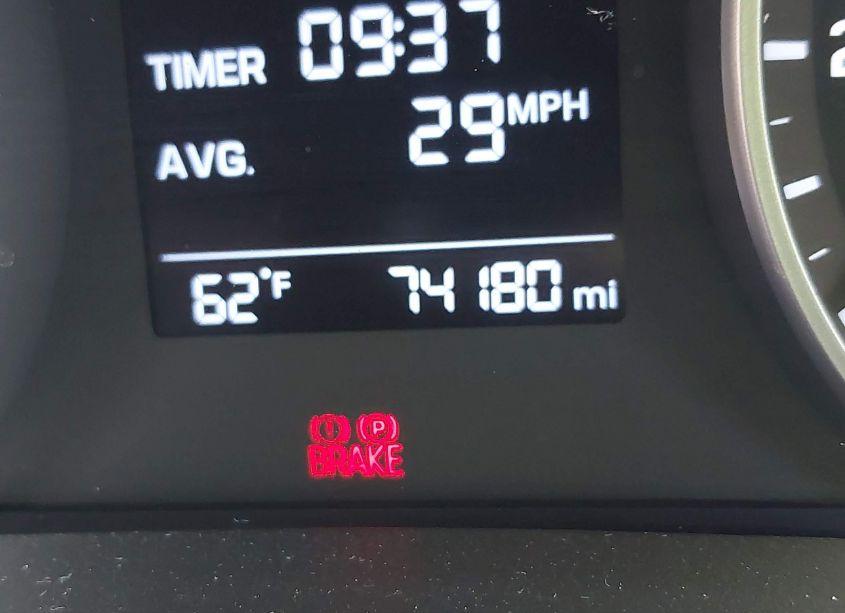 TIMER 09:37
AVG. 29 MPH
62°F 74180 mi
(!) (P)
BRAKE